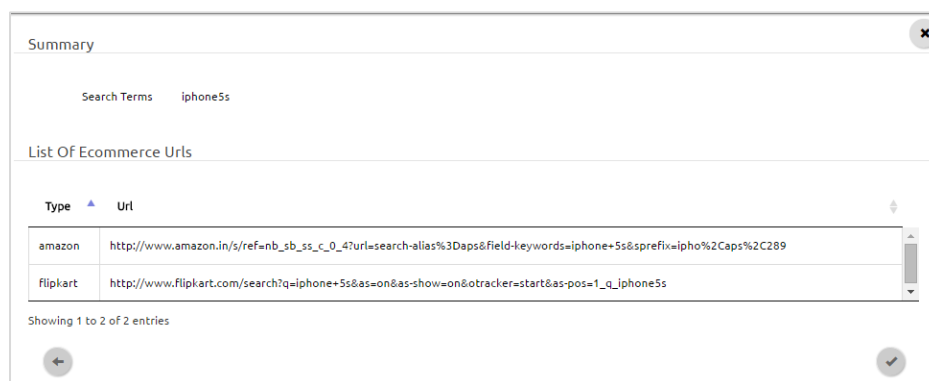 Summary
Search Terms iphone5s
List Of Ecommerce Urls
Type Url
amazon http://www.amazon.in/s/ref=nb_sb_ss_c_0_4?url=search-alias%3Daps&field-keywords=iphone+5s&sprefix=ipho%2Caps%2C289
flipkart http://www.flipkart.com/search?q=iphone+5s&as=on&as-show=on&otracker=start&as-pos=1_q_iphone5s
Showing 1 to 2 of 2 entries